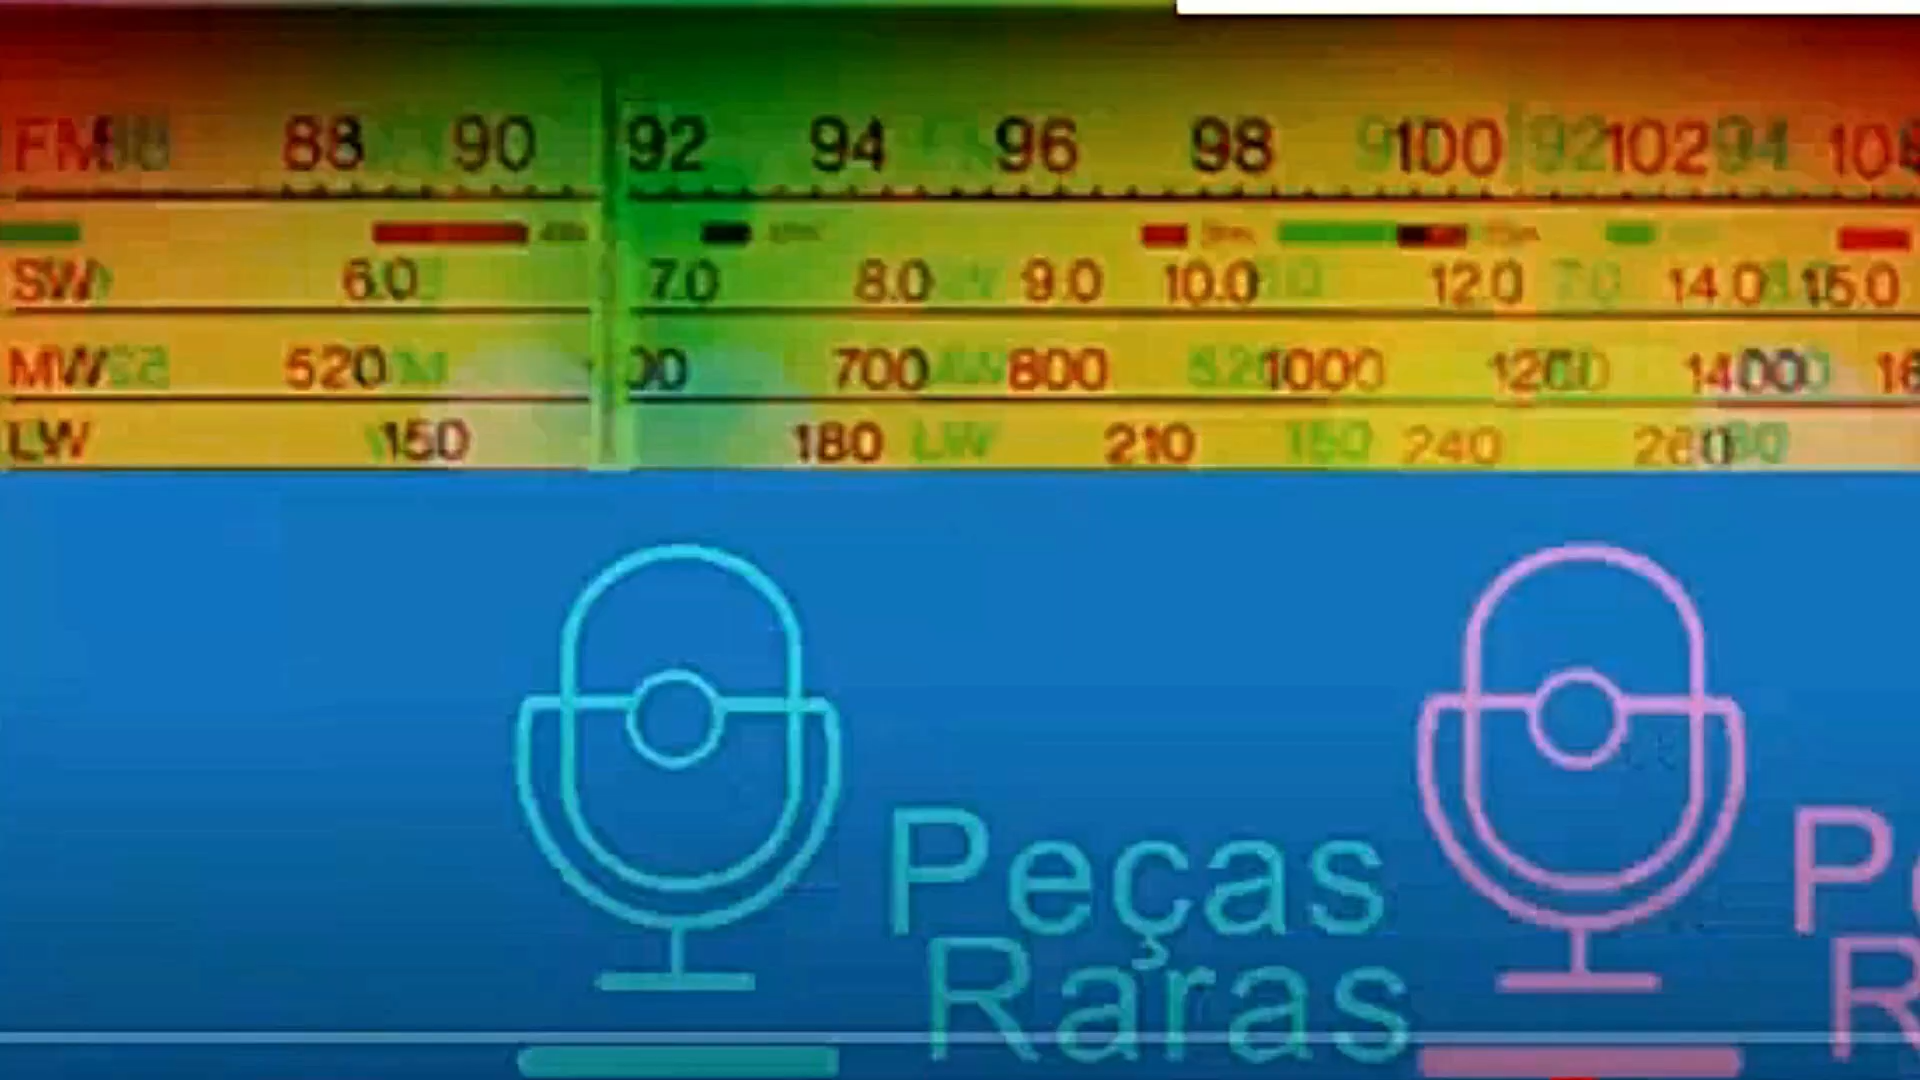 FM 88 90 92 94 96 98 100 102
SW 6.0 7.0 8.0 9.0 10.0 12.0 14.0 15.0
MW 520 700 800 1000 1400
LW 150 180 210 240
Peças
Raras